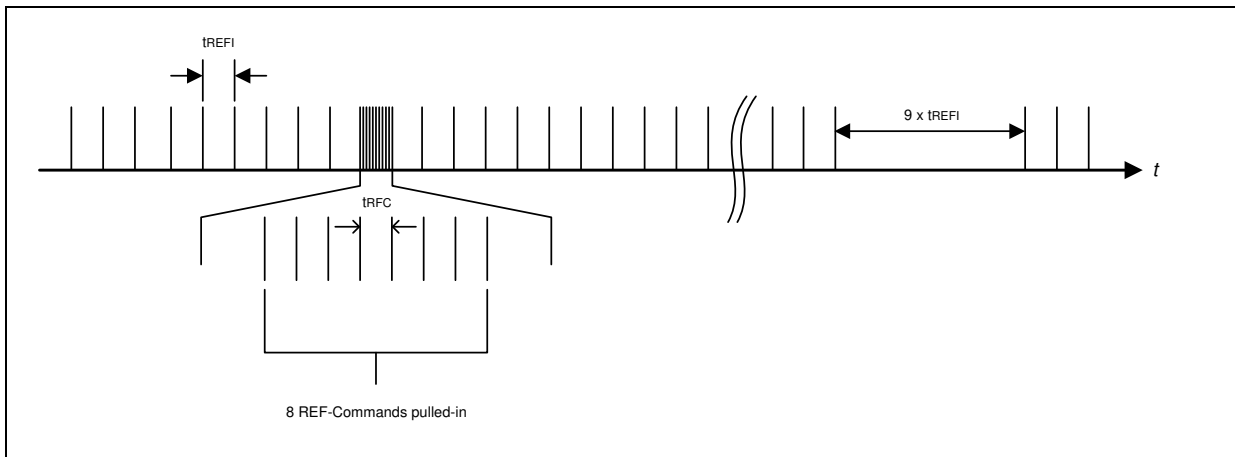 tREFI
9 x tREFI
t
tRFC
8 REF-Commands pulled-in